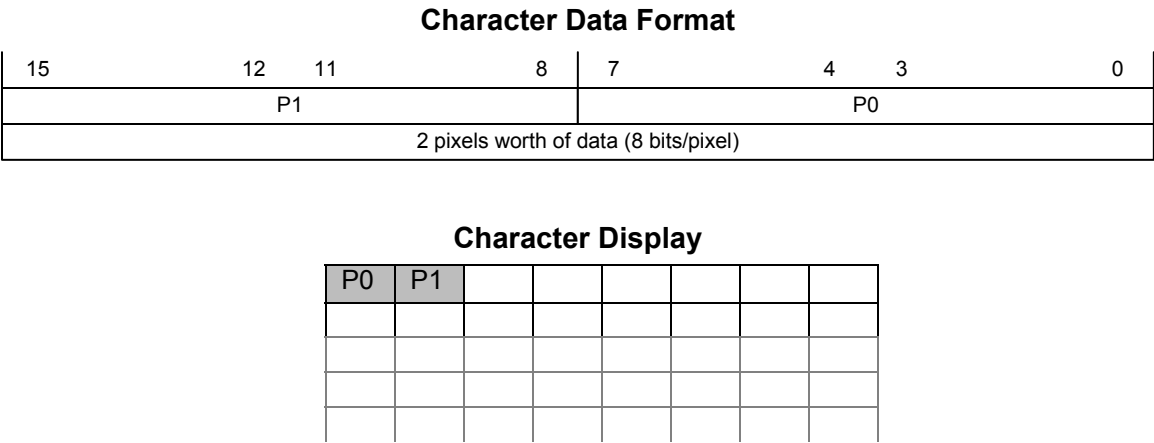 Character Data Format
15 12 11 8 7 4 3 0
P1 P0
2 pixels worth of data (8 bits/pixel)
Character Display
P0 P1